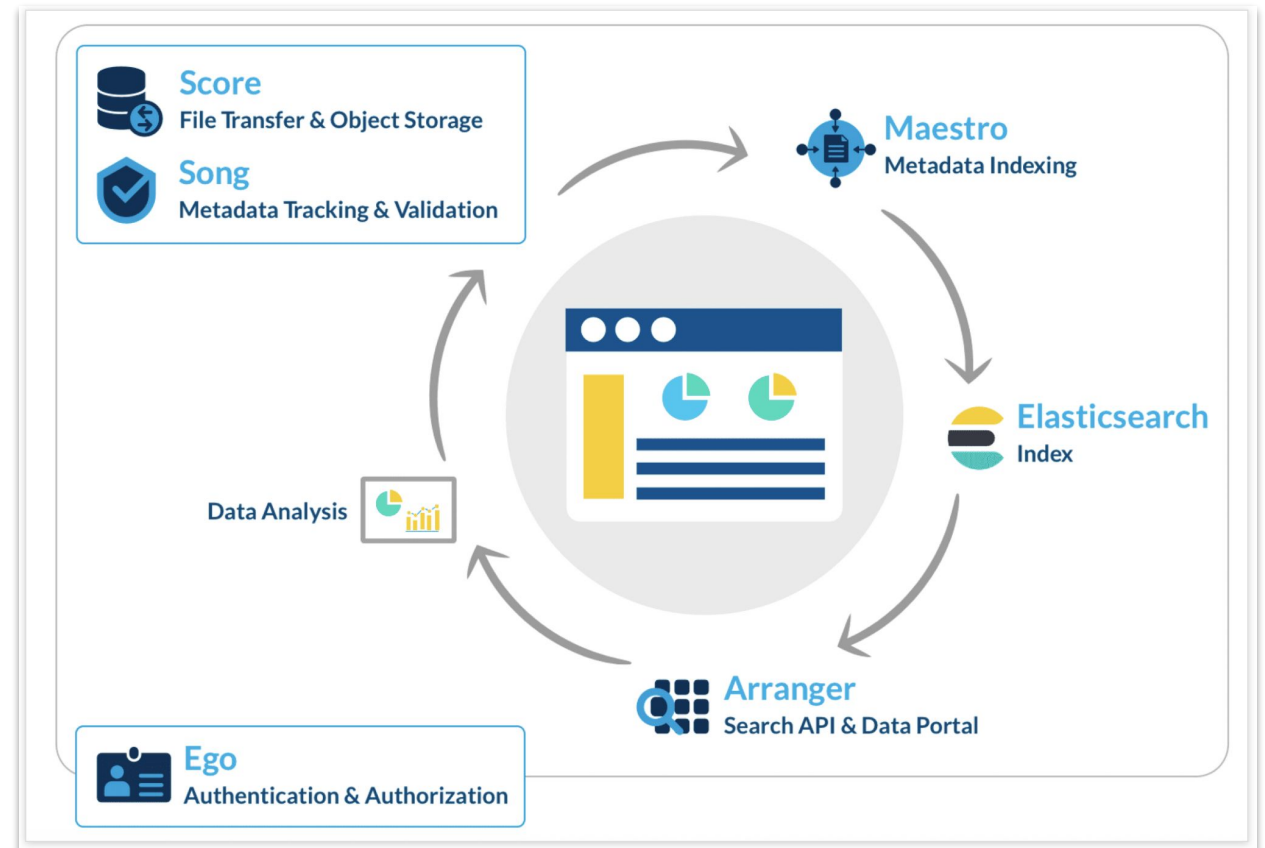 Score
File Transfer & Object Storage
Song
Metadata Tracking & Validation
Maestro
Metadata Indexing
Elasticsearch
Index
Data Analysis
Arranger
Search API & Data Portal
Ego
Authentication & Authorization